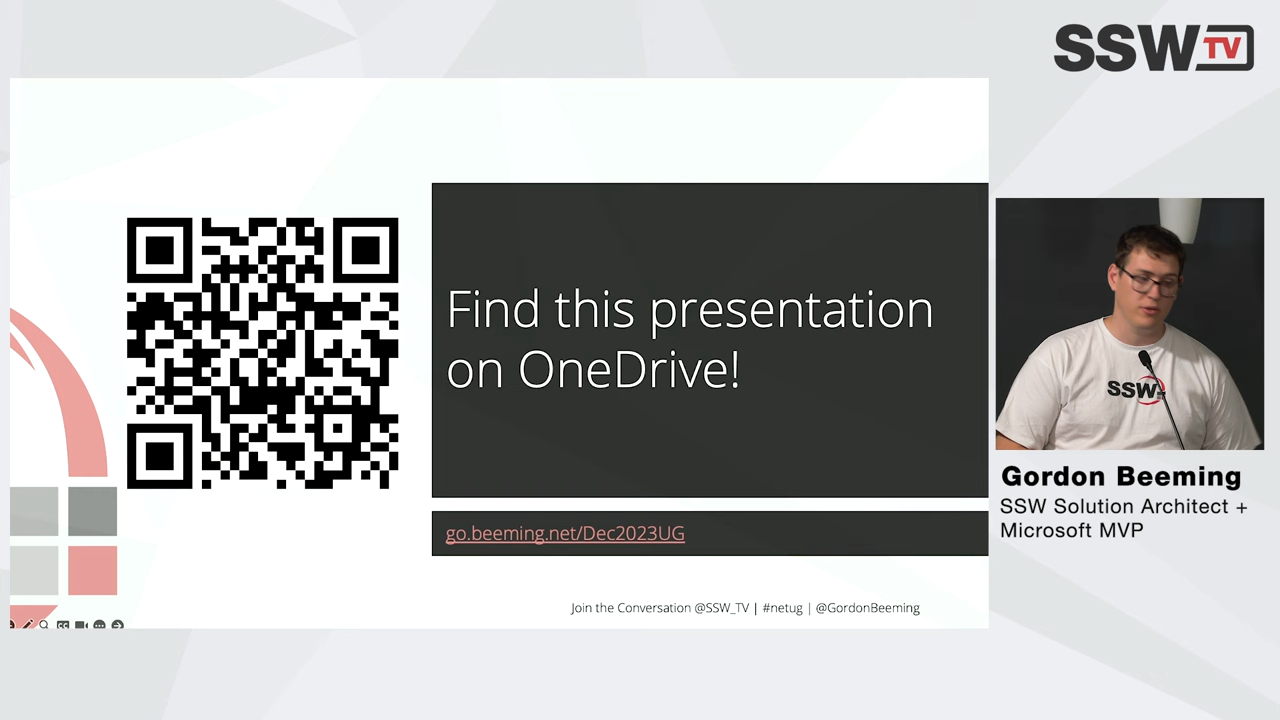 SSW TV
Find this presentation
on OneDrive!
go.beeming.net/Dec2023UG
Join the Conversation @SSW_TV | #netug | @GordonBeeming
SSW
Gordon Beeming
SSW Solution Architect +
Microsoft MVP